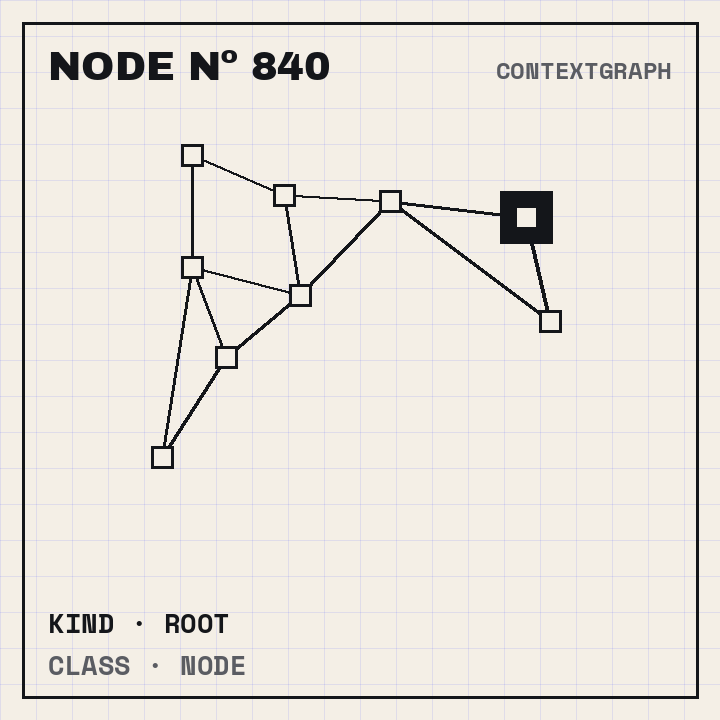 NODE Nº 840
CONTEXTGRAPH
KIND · ROOT
CLASS · NODE